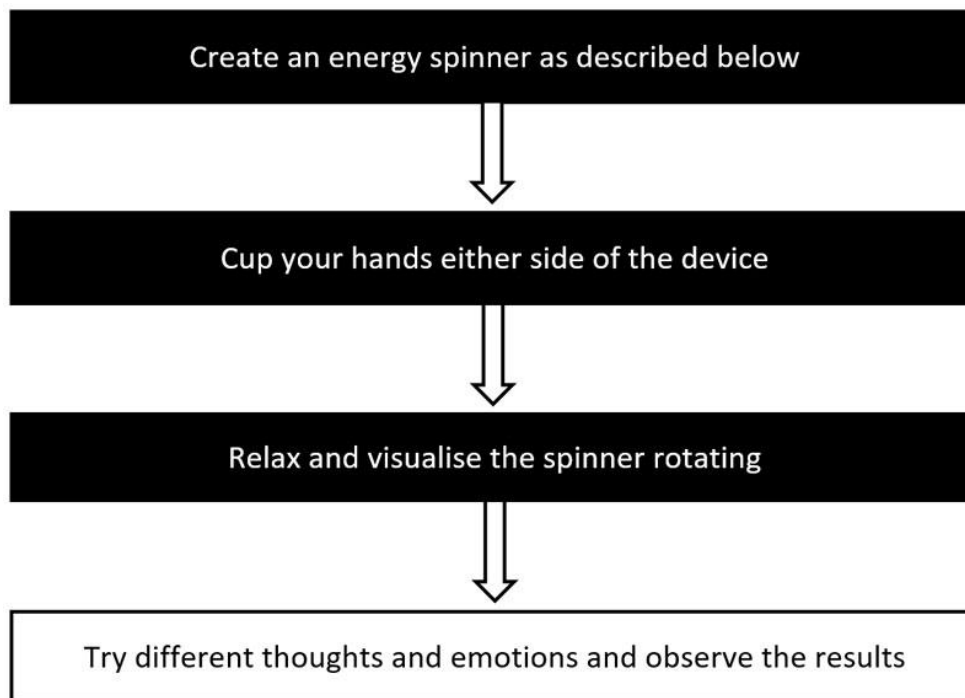 Create an energy spinner as described below
Cup your hands either side of the device
Relax and visualise the spinner rotating
Try different thoughts and emotions and observe the results